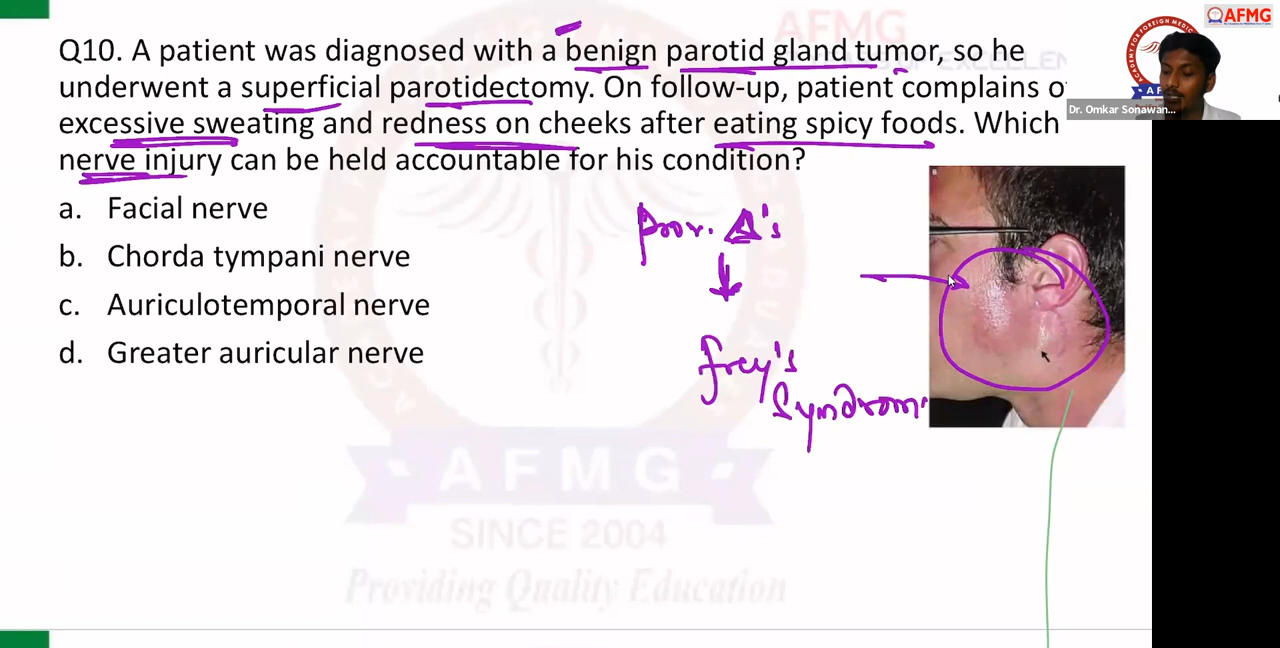 AFMG
Q10. A patient was diagnosed with a benign parotid gland tumor, so he
underwent a superficial parotidectomy. On follow-up, patient complains o
Dr. Omkar Sonawan...
excessive sweating and redness on cheeks after eating spicy foods. Which
nerve injury can be held accountable for his condition?
a. Facial nerve
b. Chorda tympani nerve
c. Auriculotemporal nerve
d. Greater auricular nerve
prov. Δ's
frey's
Syndrom
AFMG
SINCE 2004
Providing Quality Education